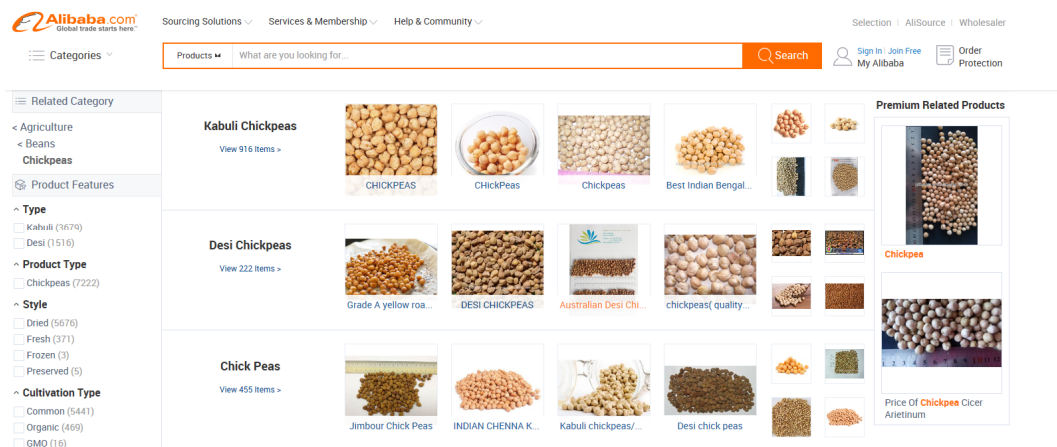 Alibaba.com
Global trade starts here.
Sourcing Solutions
Services & Membership
Help & Community
Selection | AliSource | Wholesaler
Categories
Products
What are you looking for...
Search
Sign In | Join Free
My Alibaba
Order
Protection
Related Category
< Agriculture
< Beans
Chickpeas
Product Features
Type
Kabuli (3679)
Desi (1516)
Product Type
Chickpeas (7222)
Style
Dried (5676)
Fresh (371)
Frozen (3)
Preserved (5)
Cultivation Type
Common (5441)
Organic (469)
GMO (16)
Kabuli Chickpeas
View 916 Items >
CHICKPEAS
CHickPeas
Chickpeas
Best Indian Bengal...
Desi Chickpeas
View 222 Items >
Grade A yellow roa...
DESI CHICKPEAS
Australian Desi Chi...
chickpeas( quality...
Chick Peas
View 455 Items >
Jimbour Chick Peas
INDIAN CHENNA K...
Kabuli chickpeas/...
Desi chick peas
Premium Related Products
Chickpea
Price Of Chickpea Cicer
Arietinum